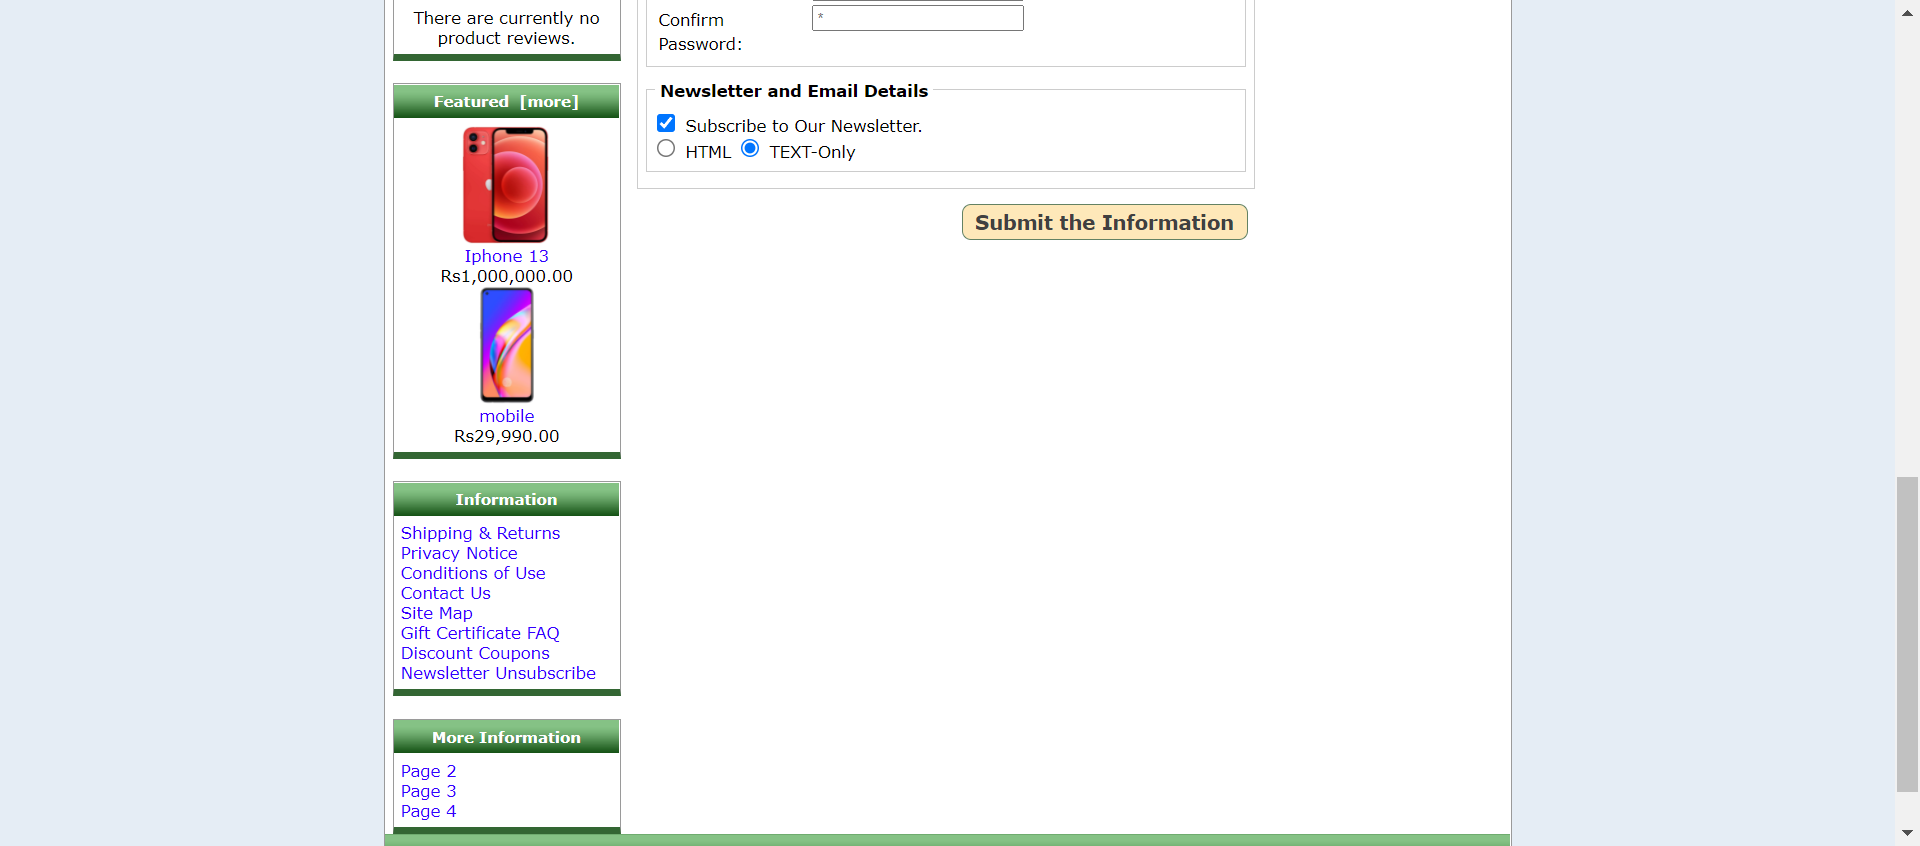 There are currently no
product reviews.
Featured  [more]
Iphone 13
Rs1,000,000.00
mobile
Rs29,990.00
Information
Shipping & Returns
Privacy Notice
Conditions of Use
Contact Us
Site Map
Gift Certificate FAQ
Discount Coupons
Newsletter Unsubscribe
More Information
Page 2
Page 3
Page 4
Confirm
Password:
*
Newsletter and Email Details
Subscribe to Our Newsletter.
HTML TEXT-Only
Submit the Information